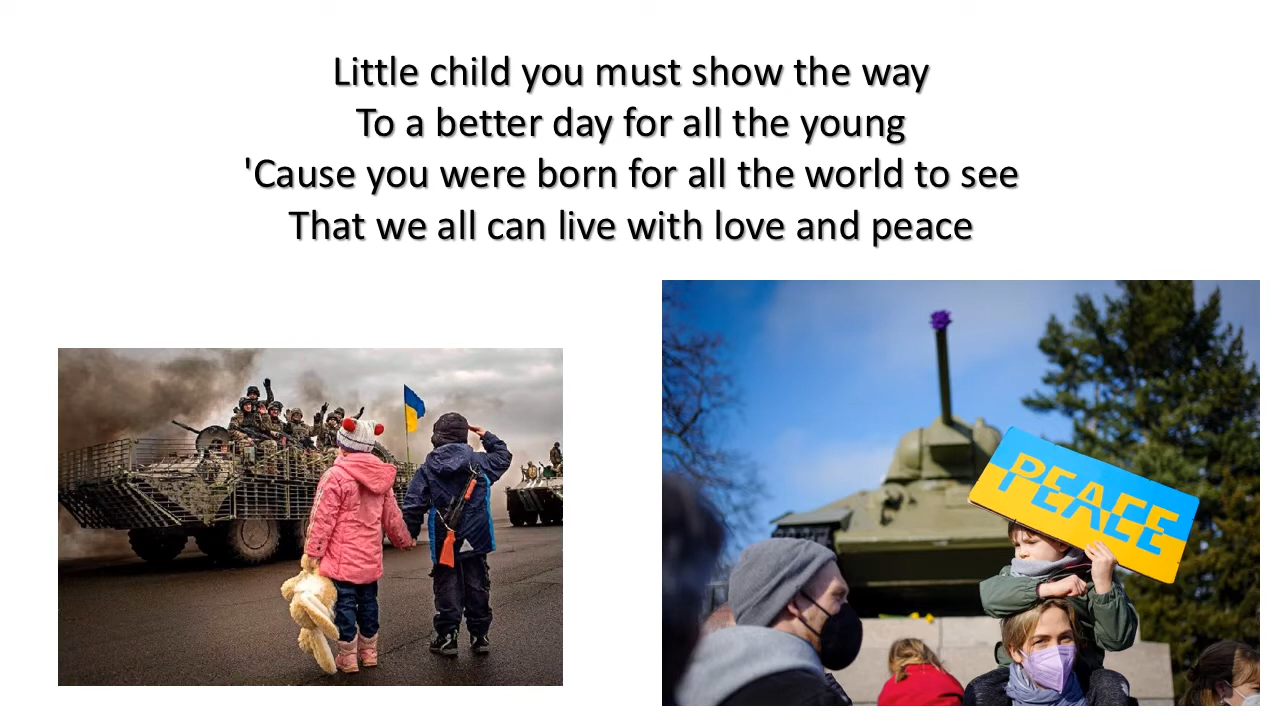 Little child you must show the way
To a better day for all the young
'Cause you were born for all the world to see
That we all can live with love and peace
PEACE